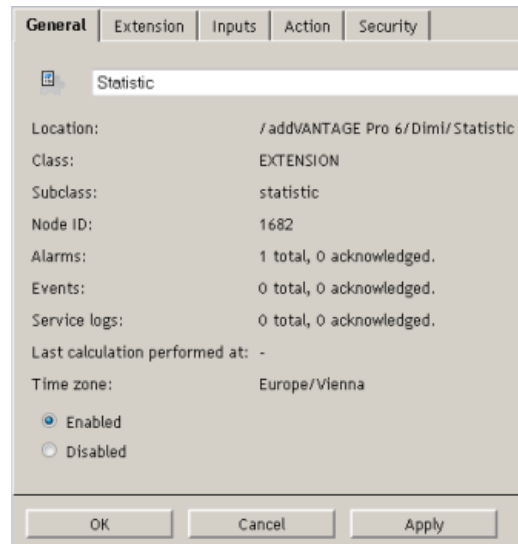 General Extension Inputs Action Security
Statistic
Location: /addVANTAGE Pro 6/Dimi/Statistic
Class: EXTENSION
Subclass: statistic
Node ID: 1682
Alarms: 1 total, 0 acknowledged.
Events: 0 total, 0 acknowledged.
Service logs: 0 total, 0 acknowledged.
Last calculation performed at: -
Time zone: Europe/Vienna
Enabled
Disabled
OK Cancel Apply